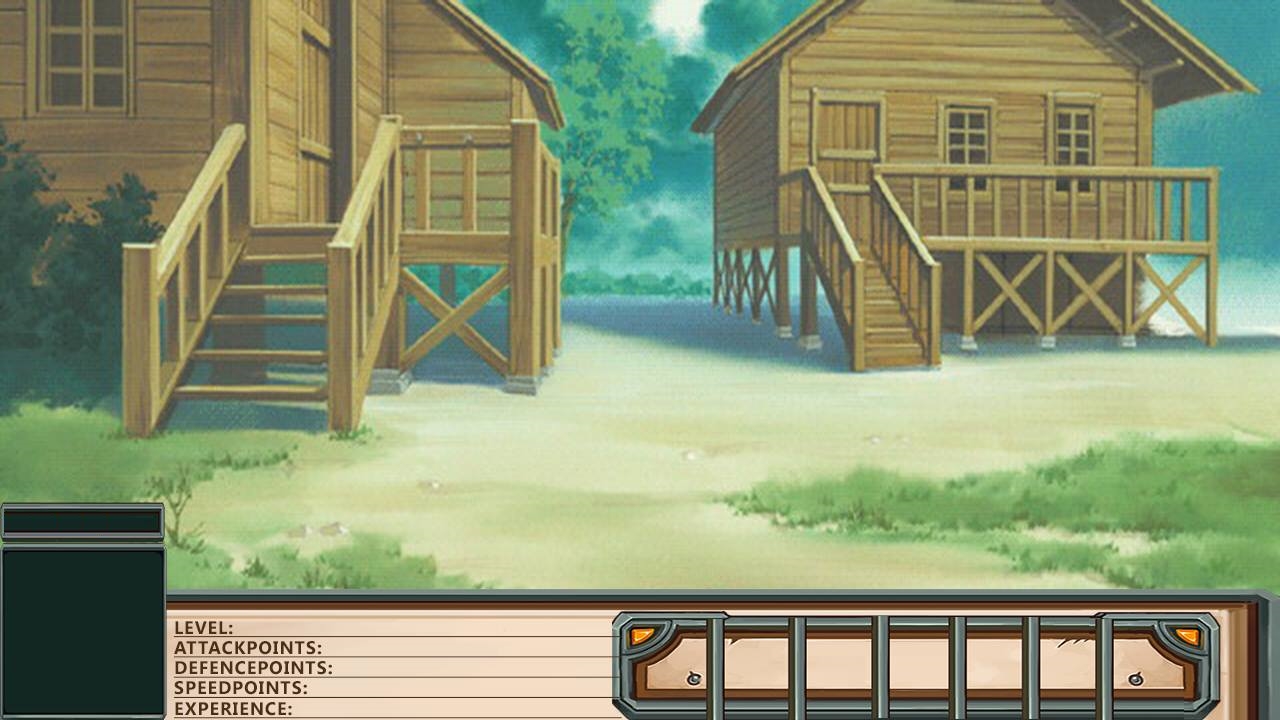 LEVEL:
ATTACKPOINTS:
DEFENCEPOINTS:
SPEEDPOINTS:
EXPERIENCE: